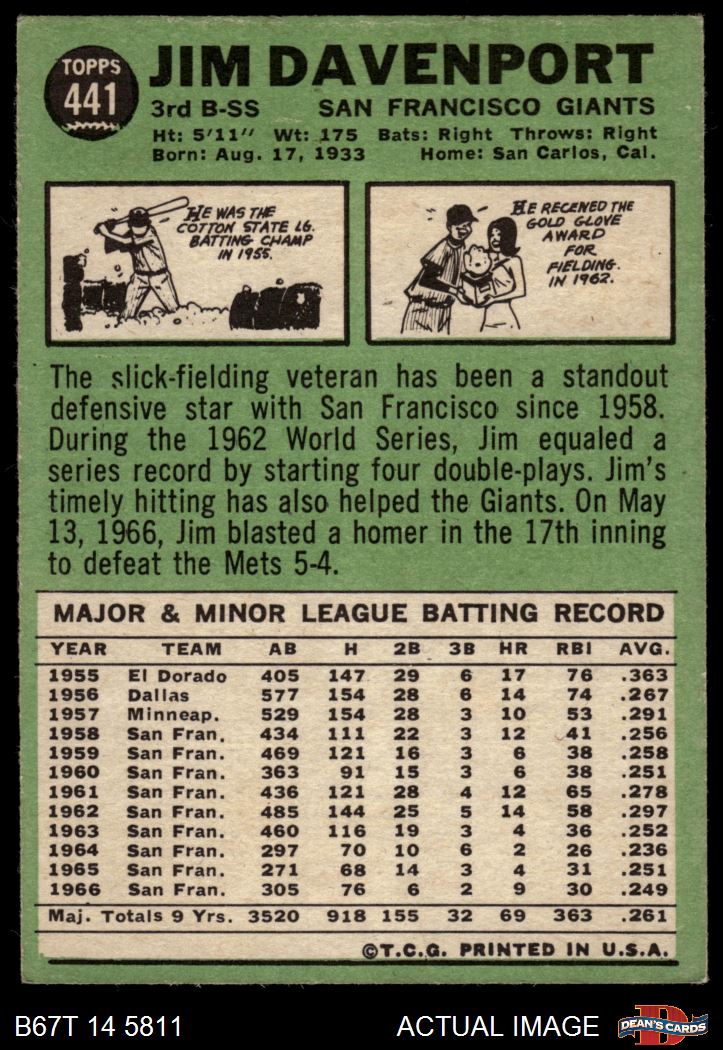 TOPPS
441
JIM DAVENPORT
3rd B-SS SAN FRANCISCO GIANTS
Ht: 5'11" Wt: 175 Bats: Right Throws: Right
Born: Aug. 17, 1933 Home: San Carlos, Cal.
HE WAS THE
COTTON STATE LG.
BATTING CHAMP
IN 1955.
HE RECEIVED THE
GOLD GLOVE
AWARD
FOR
FIELDING.
IN 1962.
The slick-fielding veteran has been a standout
defensive star with San Francisco since 1958.
During the 1962 World Series, Jim equaled a
series record by starting four double-plays. Jim's
timely hitting has also helped the Giants. On May
13, 1966, Jim blasted a homer in the 17th inning
to defeat the Mets 5-4.
MAJOR & MINOR LEAGUE BATTING RECORD
YEAR TEAM AB H 2B 3B HR RBI AVG.
1955 El Dorado 405 147 29 6 17 76 .363
1956 Dallas 577 154 28 6 14 74 .267
1957 Minneap. 529 154 28 3 10 53 .291
1958 San Fran. 434 111 22 3 12 41 .256
1959 San Fran. 469 121 16 3 6 38 .258
1960 San Fran. 363 91 15 3 6 38 .251
1961 San Fran. 436 121 28 4 12 65 .278
1962 San Fran. 485 144 25 5 14 58 .297
1963 San Fran. 460 116 19 3 4 36 .252
1964 San Fran. 297 70 10 6 2 26 .236
1965 San Fran. 271 68 14 3 4 31 .251
1966 San Fran. 305 76 6 2 9 30 .249
Maj. Totals 9 Yrs. 3520 918 155 32 69 363 .261
©T.C.G. PRINTED IN U.S.A.
B67T 14 5811 ACTUAL IMAGE DEAN'S CARDS